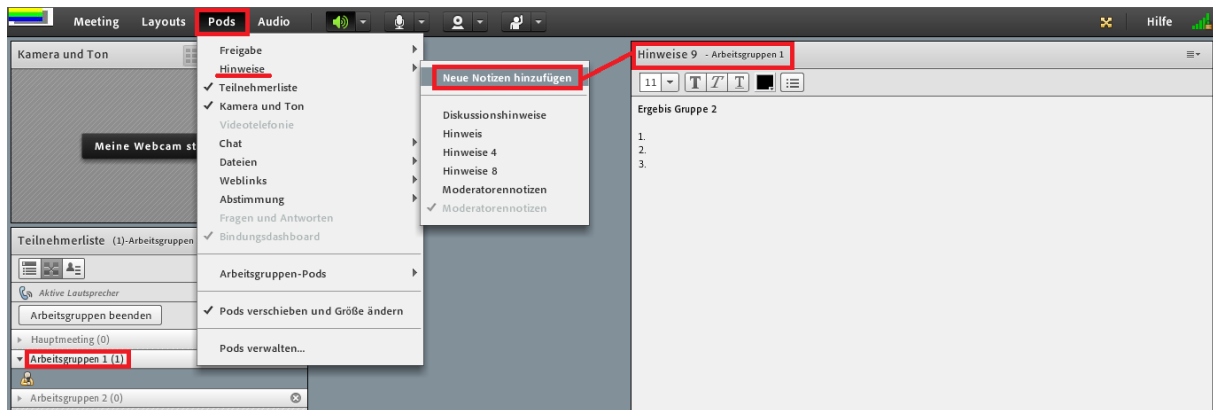 Meeting Layouts Pods Audio Hilfe
Kamera und Ton
Meine Webcam st
Teilnehmerliste (1)-Arbeitsgruppen
Aktive Lautsprecher
Arbeitsgruppen beenden
Hauptmeeting (0)
Arbeitsgruppen 1 (1)
Arbeitsgruppen 2 (0)
Freigabe
Hinweise
Teilnehmerliste
Kamera und Ton
Videotelefonie
Chat
Dateien
Weblinks
Abstimmung
Fragen und Antworten
Bindungsdashboard
Arbeitsgruppen-Pods
Pods verschieben und Größe ändern
Pods verwalten...
Neue Notizen hinzufügen
Diskussionshinweise
Hinweis
Hinweise 4
Hinweise 8
Moderatorennotizen
Moderatorennotizen
Hinweise 9 - Arbeitsgruppen 1
11 T T T
Ergebis Gruppe 2
1.
2.
3.